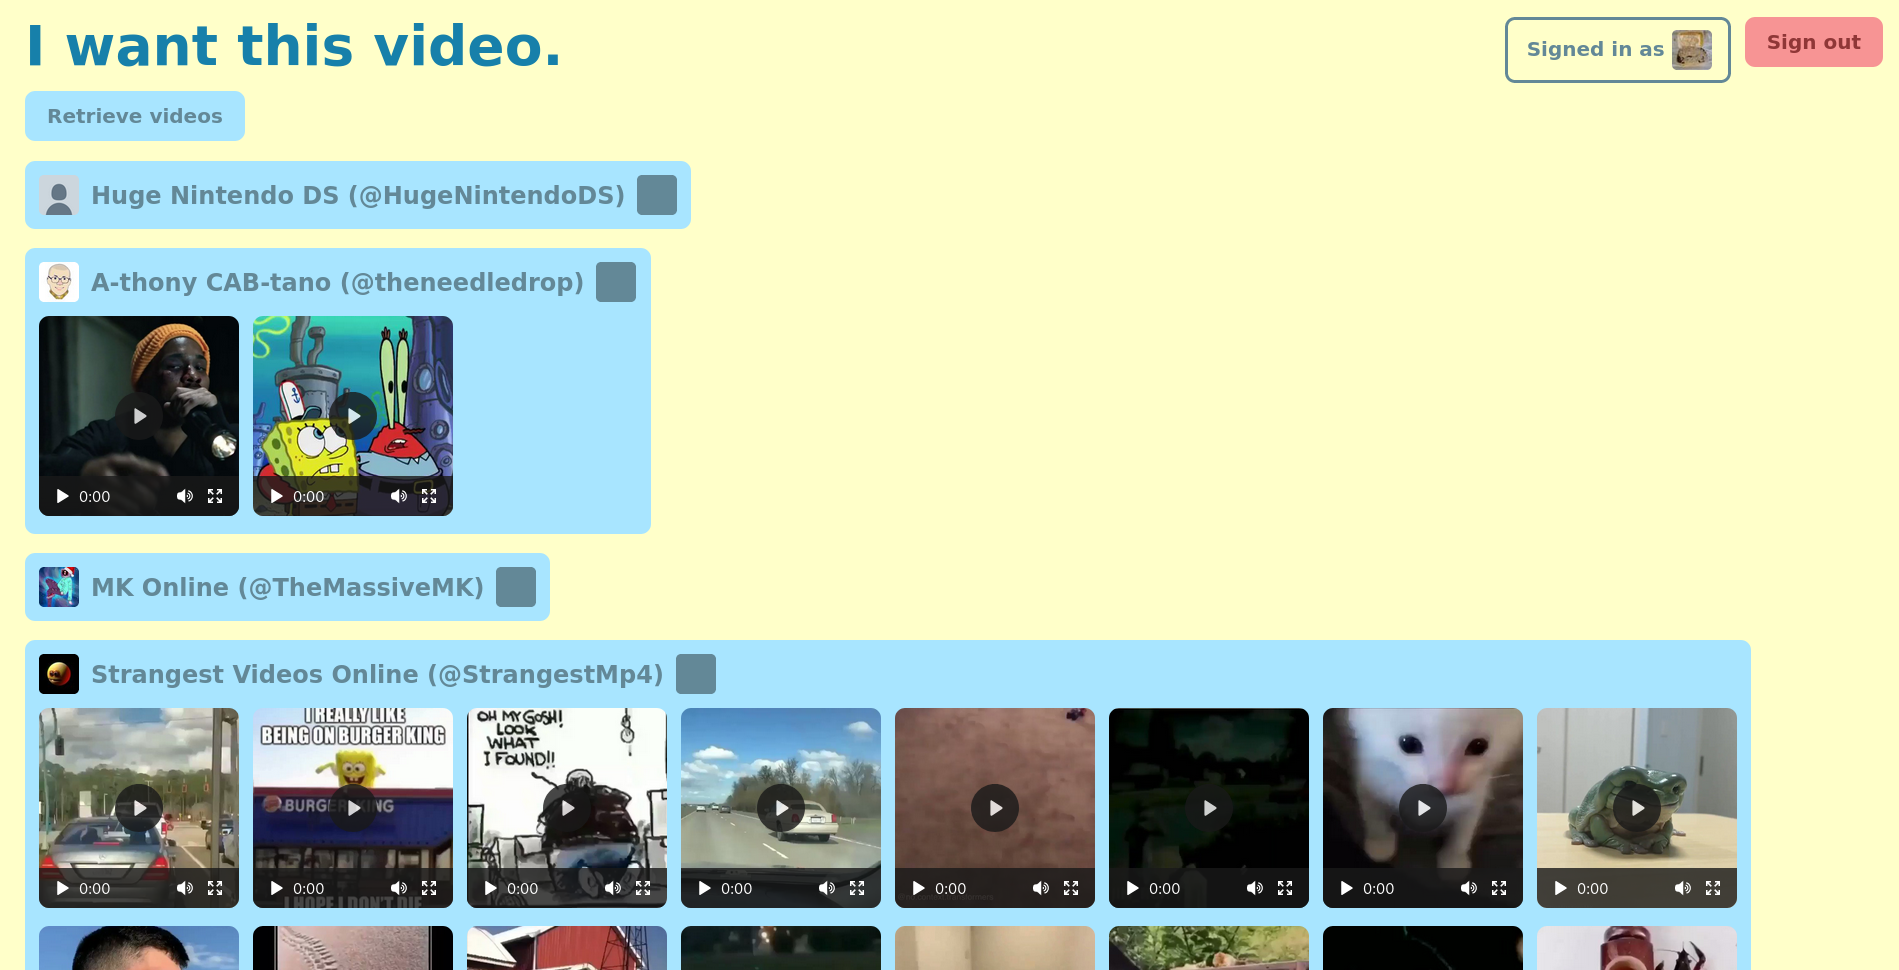 I want this video.
Signed in as
Sign out
Retrieve videos
Huge Nintendo DS (@HugeNintendoDS)
A-thony CAB-tano (@theneedledrop)
0:00
0:00
MK Online (@TheMassiveMK)
Strangest Videos Online (@StrangestMp4)
I REALLY LIKE
BEING ON BURGER KING
BURGER KING
I HOPE I DON'T DIE
OH MY GOSH!
LOOK
WHAT
I FOUND!!
0:00
0:00
0:00
0:00
0:00
0:00
0:00
0:00